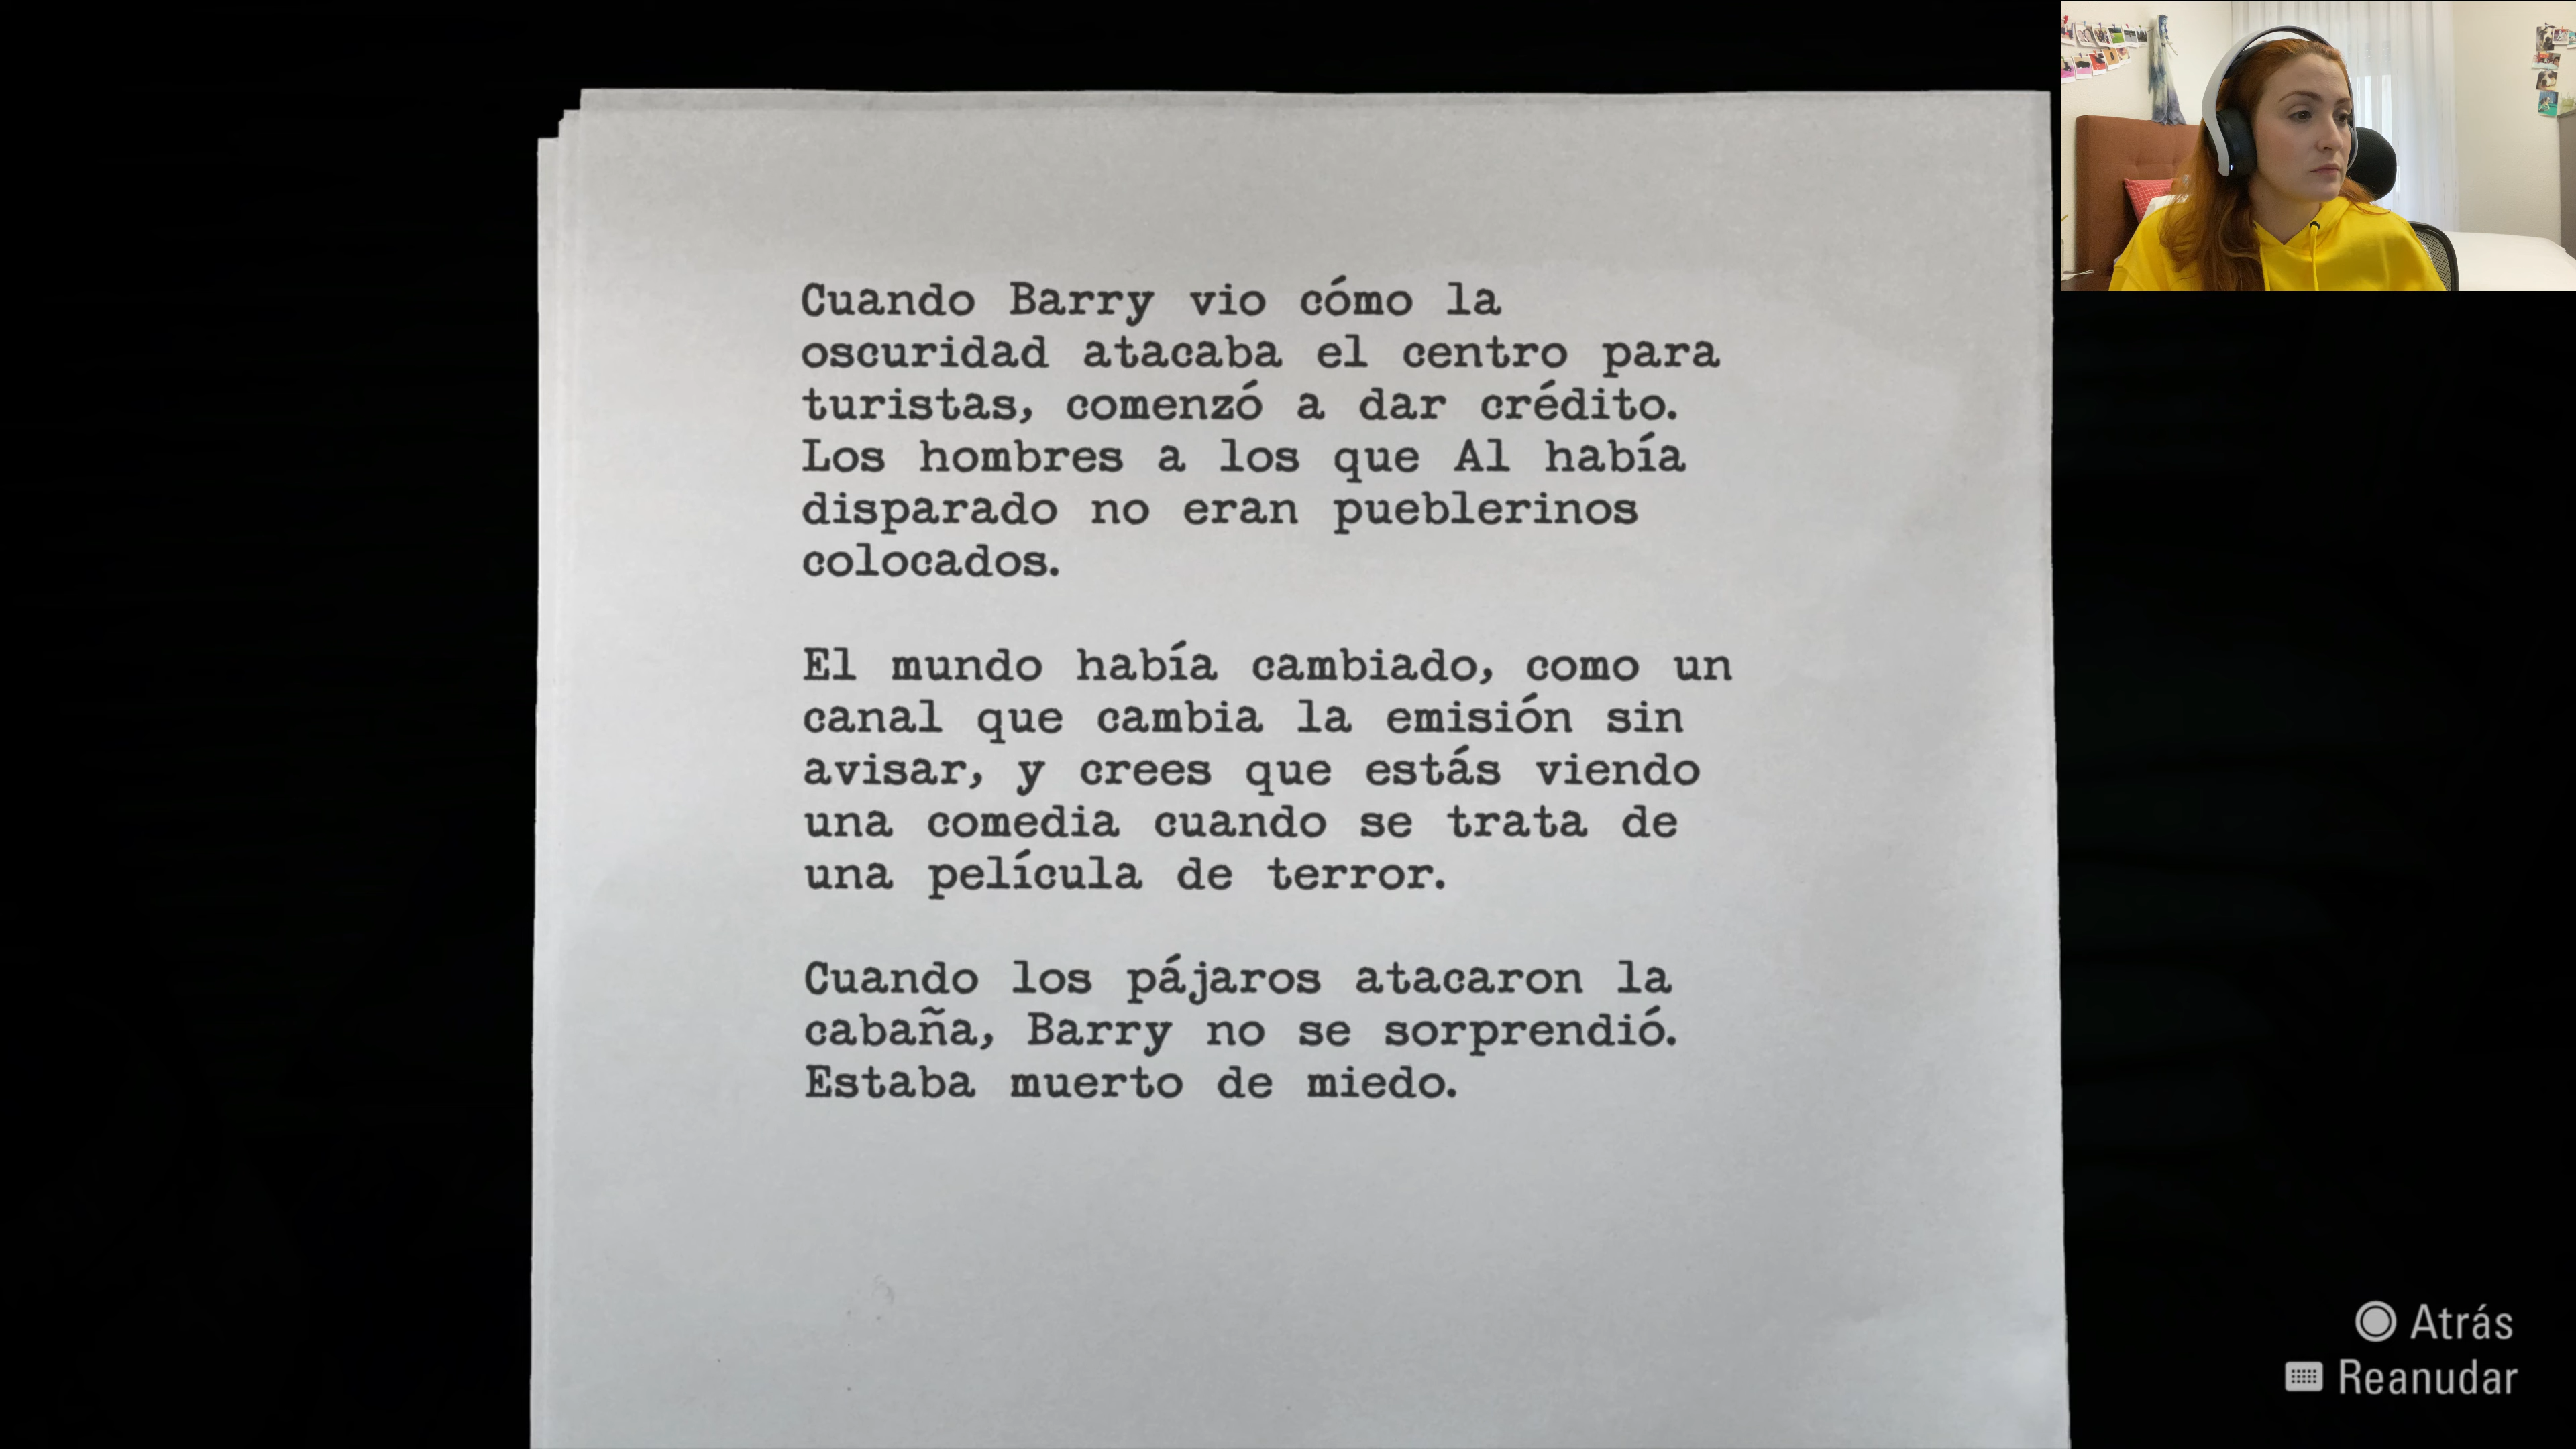 Cuando Barry vio cómo la
oscuridad atacaba el centro para
turistas, comenzó a dar crédito.
Los hombres a los que Al había
disparado no eran pueblerinos
colocados.
El mundo había cambiado, como un
canal que cambia la emisión sin
avisar, y crees que estás viendo
una comedia cuando se trata de
una película de terror.
Cuando los pájaros atacaron la
cabaña, Barry no se sorprendió.
Estaba muerto de miedo.
Atrás
Reanudar